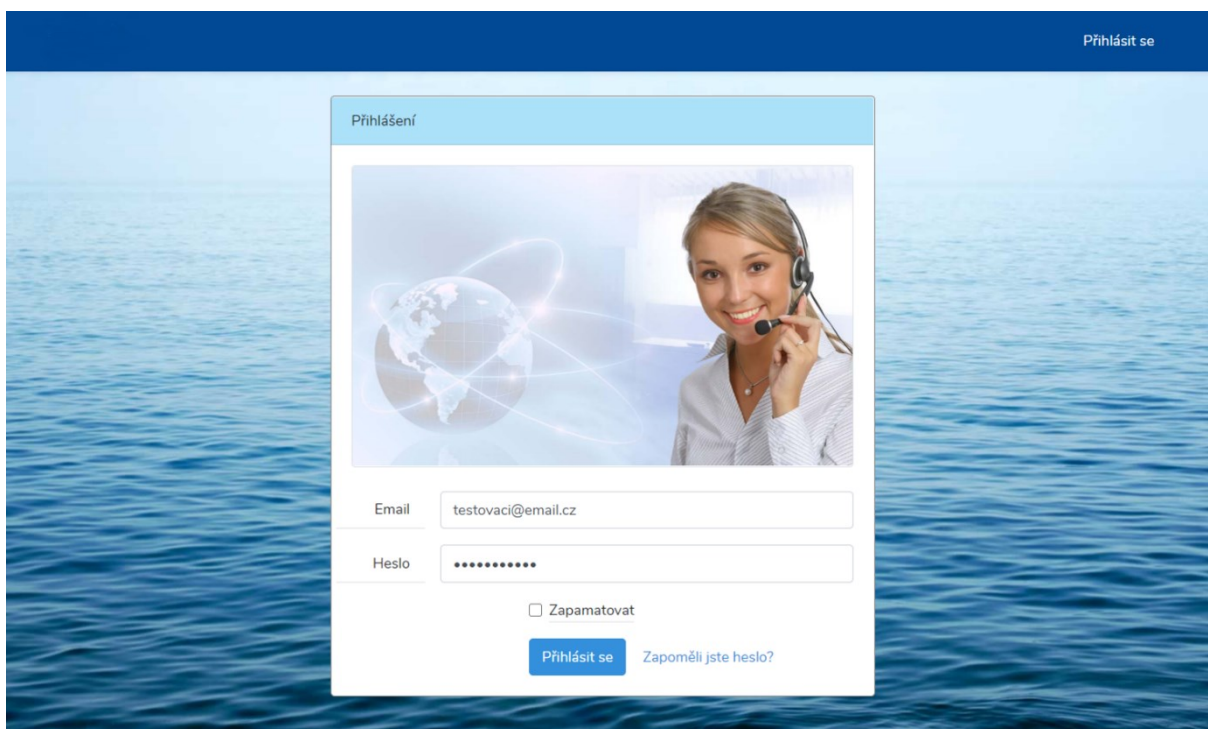 Přihlásit se
Přihlášení
Email testovaci@email.cz
Heslo •••••••••••
Zapamatovat
Přihlásit se Zapoměli jste heslo?